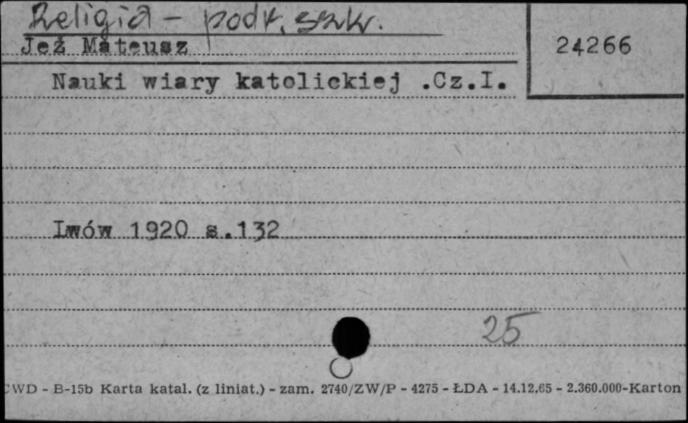 Religia - podr. szk.
Jeż Mateusz
24266
Nauki wiary katolickiej .Cz.I.
Lwów 1920 s.132
25
CWD - B-15b Karta katal. (z liniat.) - zam. 2740/ZW/P - 4275 - ŁDA - 14.12.65 - 2.360.000-Karton